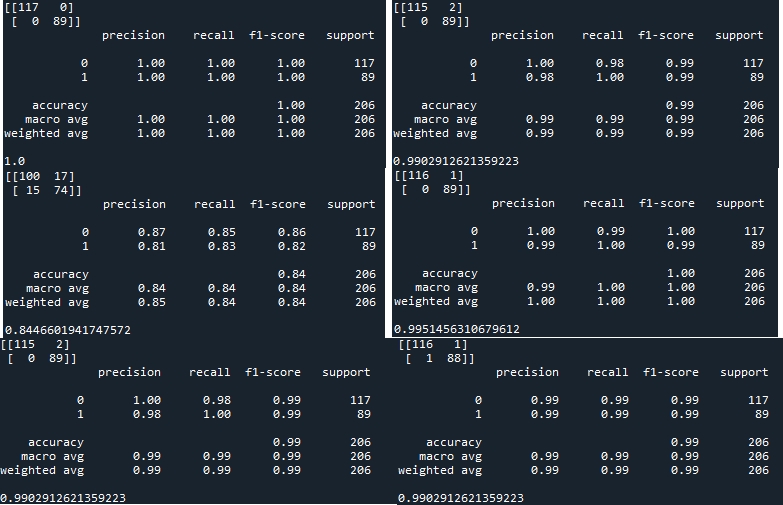 [[117   0]
 [  0  89]]
              precision    recall  f1-score   support

           0       1.00      1.00      1.00       117
           1       1.00      1.00      1.00        89

    accuracy                           1.00       206
   macro avg       1.00      1.00      1.00       206
weighted avg       1.00      1.00      1.00       206

1.0
[[115   2]
 [  0  89]]
              precision    recall  f1-score   support

           0       1.00      0.98      0.99       117
           1       0.98      1.00      0.99        89

    accuracy                           0.99       206
   macro avg       0.99      0.99      0.99       206
weighted avg       0.99      0.99      0.99       206

0.9902912621359223
[[100  17]
 [ 15  74]]
              precision    recall  f1-score   support

           0       0.87      0.85      0.86       117
           1       0.81      0.83      0.82        89

    accuracy                           0.84       206
   macro avg       0.84      0.84      0.84       206
weighted avg       0.85      0.84      0.84       206

0.8446601941747572
[[116   1]
 [  0  89]]
              precision    recall  f1-score   support

           0       1.00      0.99      1.00       117
           1       0.99      1.00      0.99        89

    accuracy                           1.00       206
   macro avg       0.99      1.00      1.00       206
weighted avg       1.00      1.00      1.00       206

0.9951456310679612
[[115   2]
 [  0  89]]
              precision    recall  f1-score   support

           0       1.00      0.98      0.99       117
           1       0.98      1.00      0.99        89

    accuracy                           0.99       206
   macro avg       0.99      0.99      0.99       206
weighted avg       0.99      0.99      0.99       206

0.9902912621359223
[[116   1]
 [  1  88]]
              precision    recall  f1-score   support

           0       0.99      0.99      0.99       117
           1       0.99      0.99      0.99        89

    accuracy                           0.99       206
   macro avg       0.99      0.99      0.99       206
weighted avg       0.99      0.99      0.99       206

0.9902912621359223